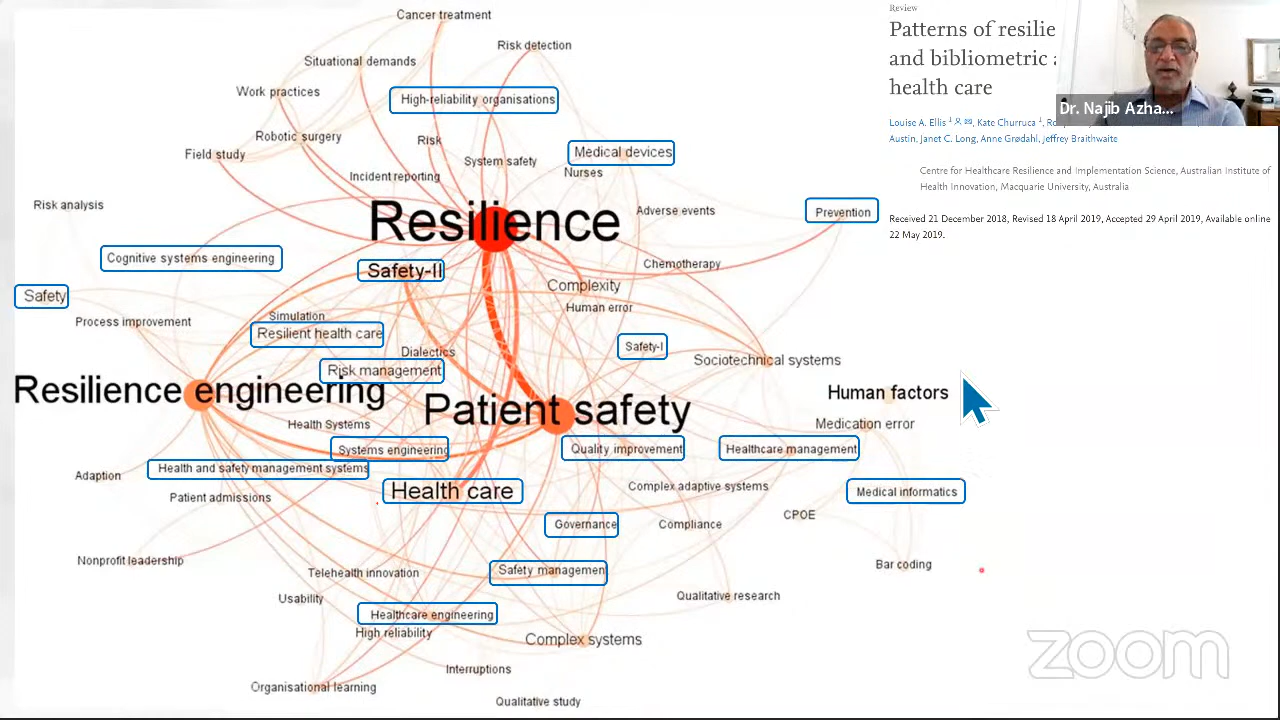 Review
Patterns of resilie
and bibliometric
health care
Dr. Najib Azha...
Louise A. Ellis 1, Kate Churruca 1,
Austin, Janet C. Long, Anne Grødahl, Jeffrey Braithwaite
Centre for Healthcare Resilience and Implementation Science, Australian Institute of
Health Innovation, Macquarie University, Australia
Received 21 December 2018, Revised 18 April 2019, Accepted 29 April 2019, Available online
22 May 2019.
Cancer treatment
Risk detection
Situational demands
Work practices
High-reliability organisations
Robotic surgery
Risk
Field study
System safety
Medical devices
Incident reporting
Nurses
Risk analysis
Resilience
Adverse events
Prevention
Cognitive systems engineering
Safety-II
Chemotherapy
Safety
Complexity
Process improvement
Simulation
Human error
Resilient health care
Dialectics
Safety-I
Sociotechnical systems
Risk management
Resilience engineering
Patient safety
Human factors
Health Systems
Medication error
Systems engineering
Quality improvement
Healthcare management
Health and safety management systems
Adaption
Patient admissions
Health care
Complex adaptive systems
Medical informatics
Governance
Compliance
CPOE
Nonprofit leadership
Telehealth innovation
Safety managemen
Bar coding
Usability
Qualitative research
Healthcare engineering
High reliability
Complex systems
Interruptions
Organisational learning
Qualitative study
zoom